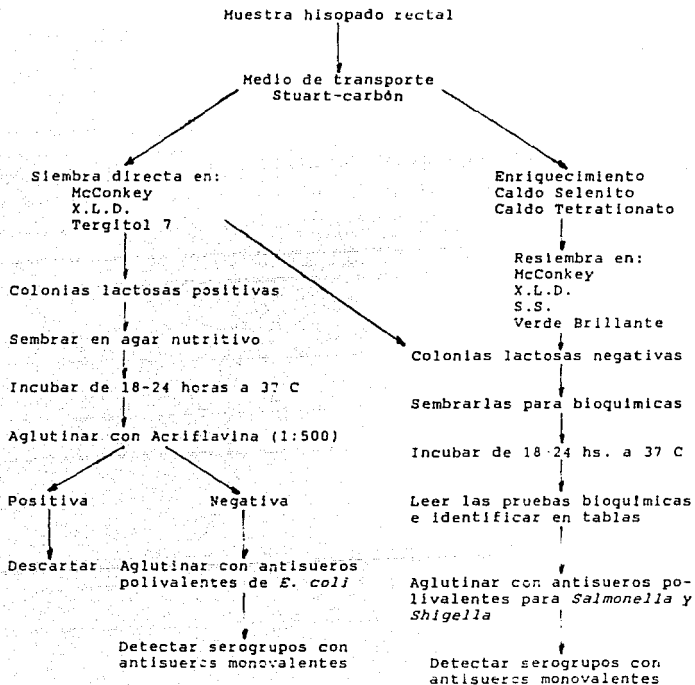 Muestra hisopado rectal
Medio de transporte
Stuart-carbón
Siembra directa en:
McConkey
X.L.D.
Tergitol 7
Colonias lactosas positivas
Sembrar en agar nutritivo
Incubar de 18-24 horas a 37 C
Aglutinar con Acriflavina (1:500)
Positiva
Negativa
Descartar
Aglutinar con antisueros
polivalentes de E. coli
Detectar serogrupos con
antisueros monovalentes
Enriquecimiento
Caldo Selenito
Caldo Tetrationato
Resiembra en:
McConkey
X.L.D.
S.S.
Verde Brillante
Colonias lactosas negativas
Sembrarlas para bioquímicas
Incubar de 18-24 hs. a 37 C
Leer las pruebas bioquímicas
e identificar en tablas
Aglutinar con antisueros po-
livalentes para Salmonella y
Shigella
Detectar serogrupos con
antisueros monovalentes